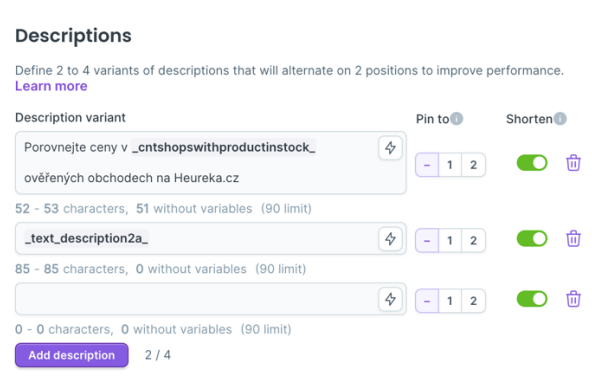 Descriptions
Define 2 to 4 variants of descriptions that will alternate on 2 positions to improve performance.
Learn more
Description variant Pin to Shorten
Porovnejte ceny v _cntshopswithproductinstock_
ověřených obchodech na Heureka.cz
– 1 2
52 - 53 characters, 51 without variables (90 limit)
_text_description2a_
– 1 2
85 - 85 characters, 0 without variables (90 limit)
– 1 2
0 - 0 characters, 0 without variables (90 limit)
Add description 2 / 4